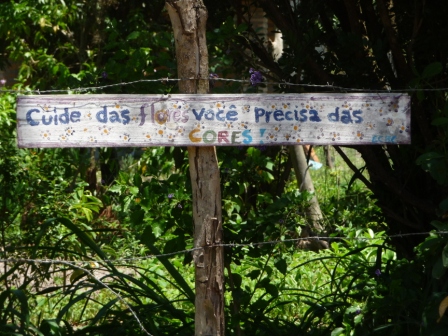 Cuide das flores você Precisa das
CORES!